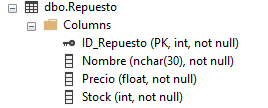 dbo.Repuesto
Columns
ID_Repuesto (PK, int, not null)
Nombre (nchar(30), not null)
Precio (float, not null)
Stock (int, not null)